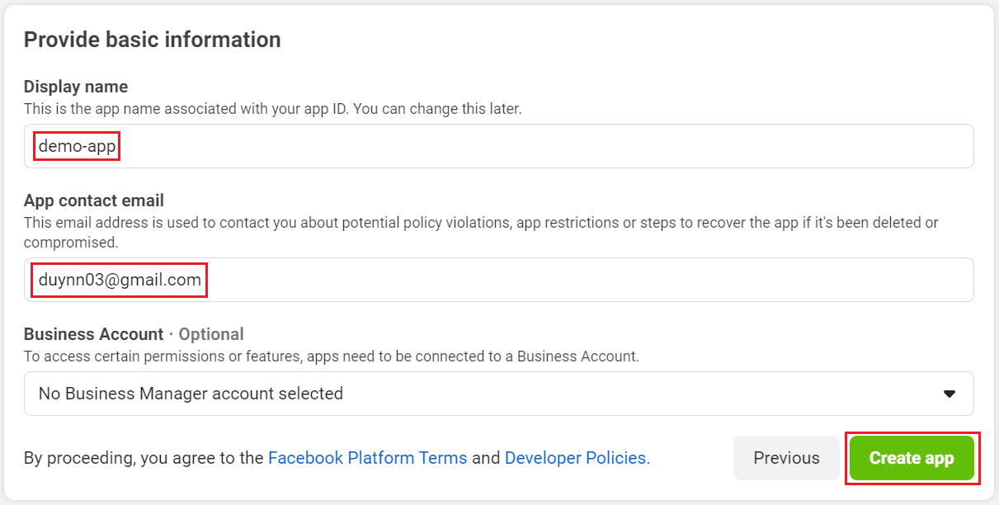 Provide basic information
Display name
This is the app name associated with your app ID. You can change this later.
demo-app
App contact email
This email address is used to contact you about potential policy violations, app restrictions or steps to recover the app if it's been deleted or
compromised.
duynn03@gmail.com
Business Account · Optional
To access certain permissions or features, apps need to be connected to a Business Account.
No Business Manager account selected
By proceeding, you agree to the Facebook Platform Terms and Developer Policies. Previous Create app